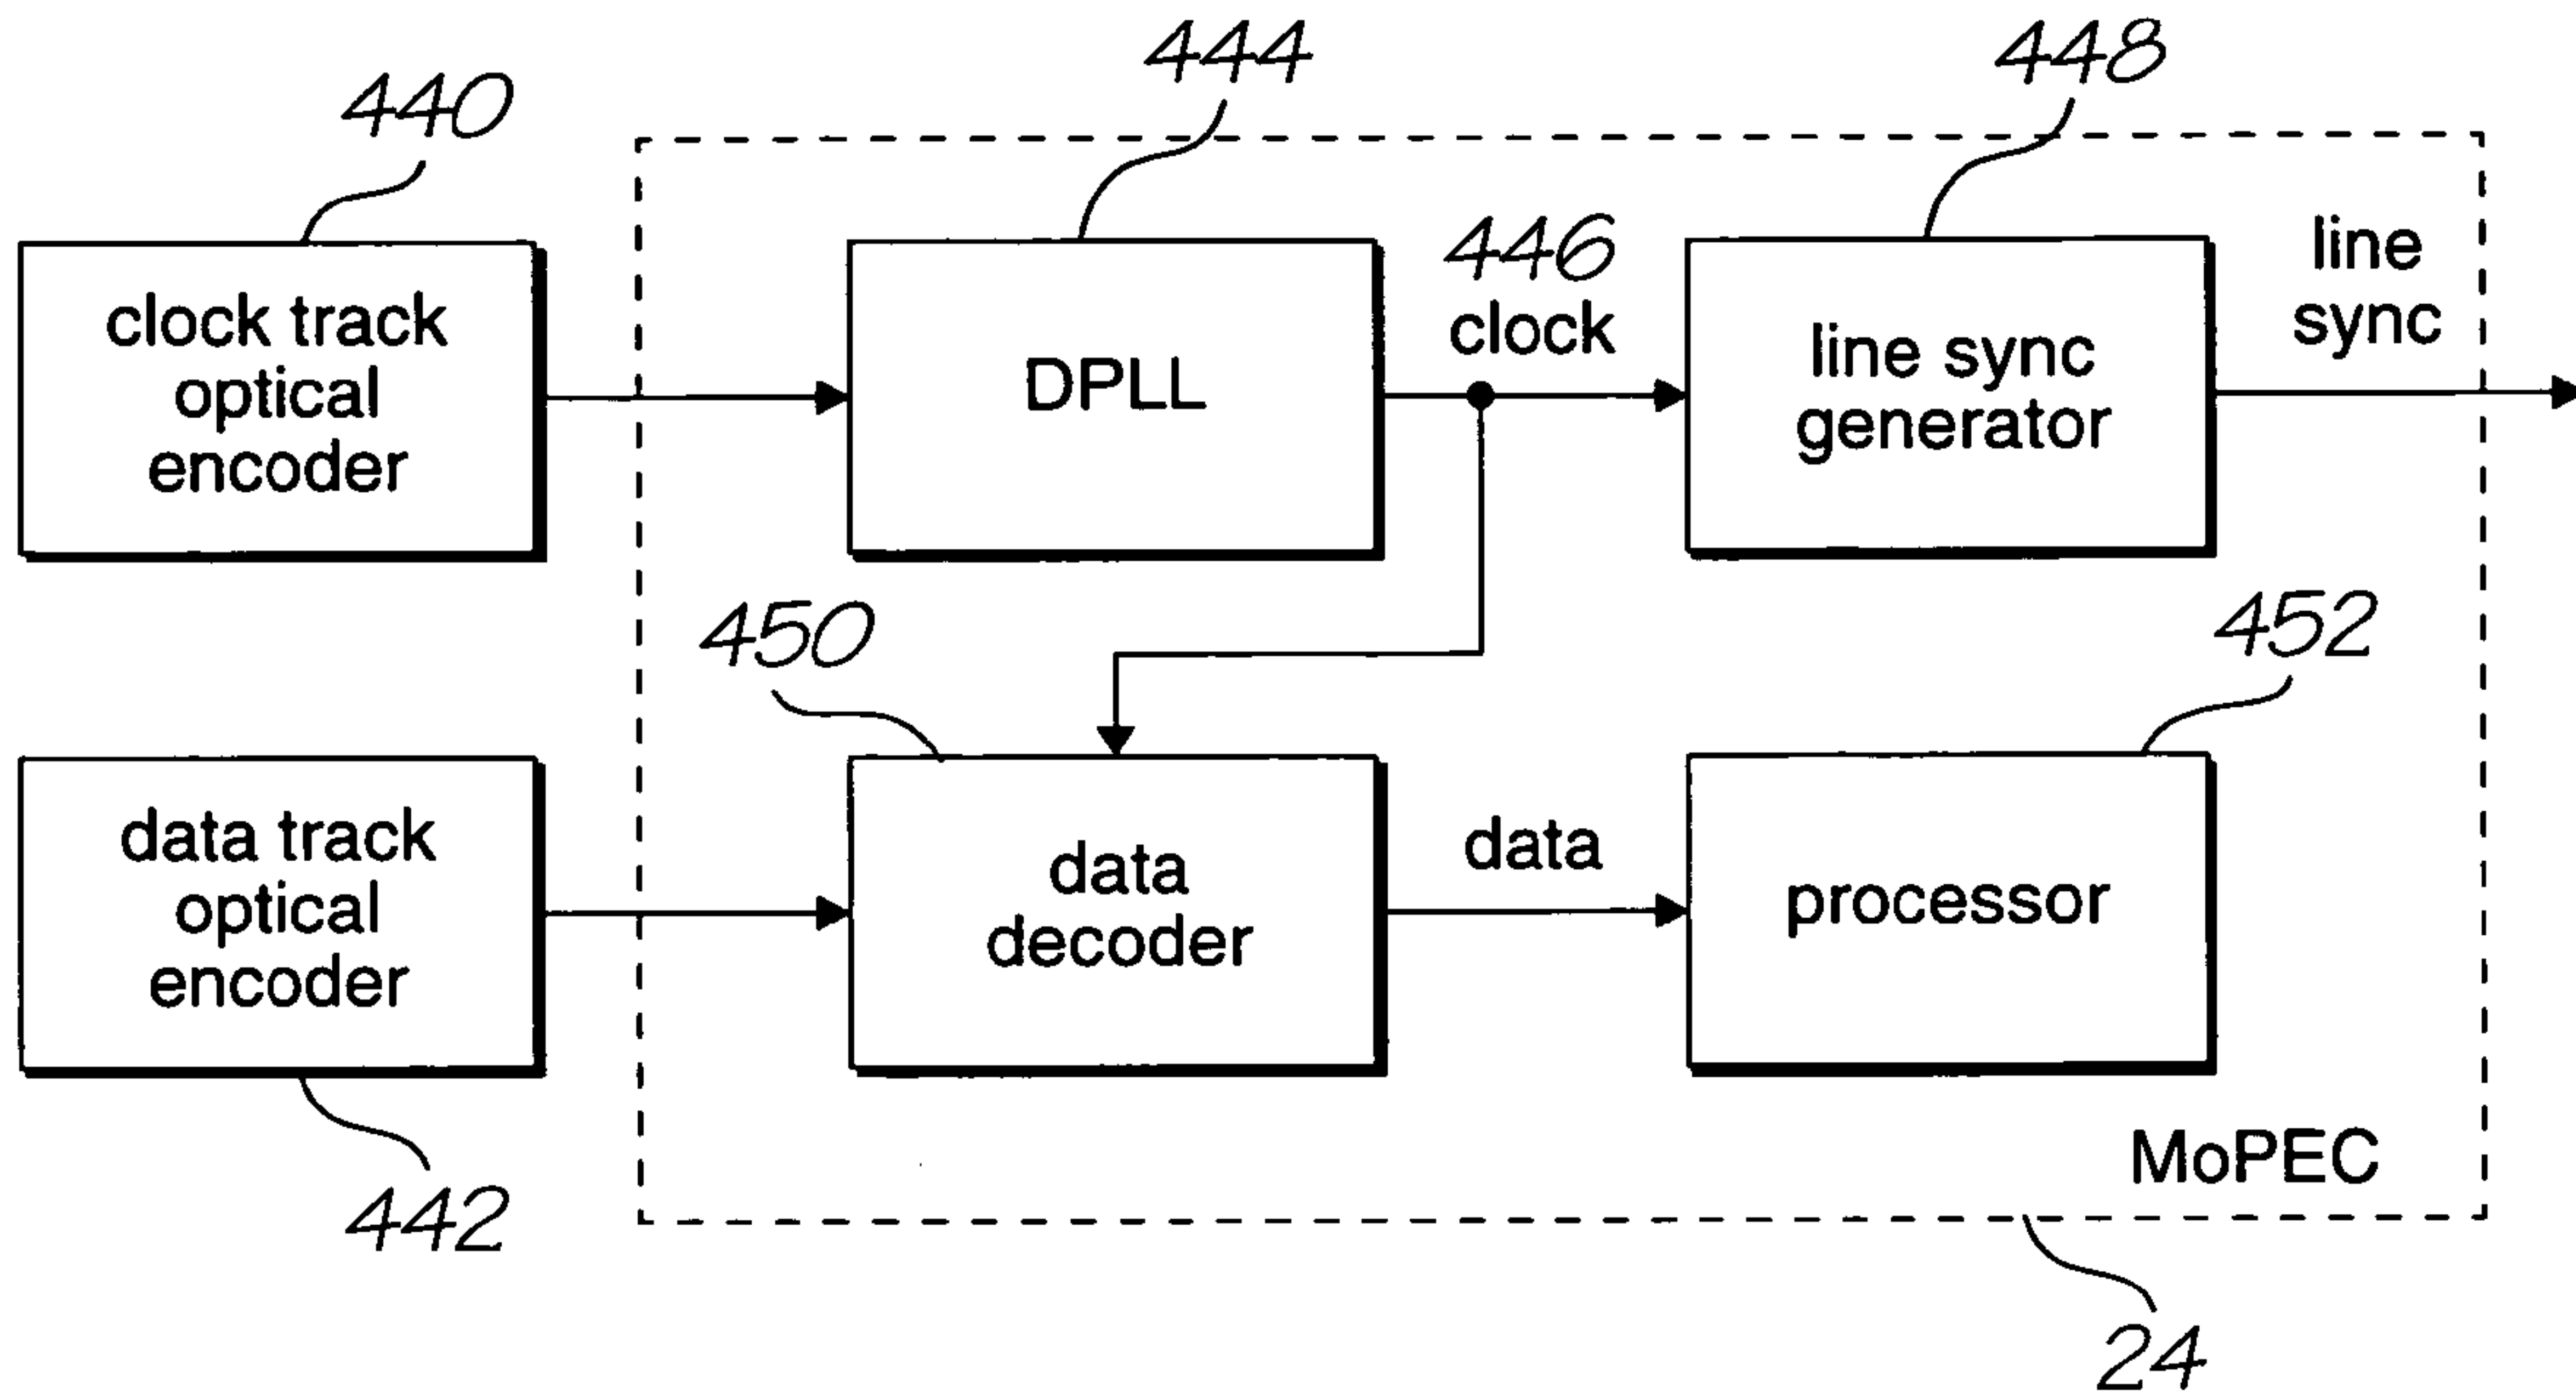 444
448
440
446
clock
line
sync
clock track
optical
encoder
DPLL
line sync
generator
450
452
data track
optical
encoder
data
decoder
data
processor
MoPEC
442
24